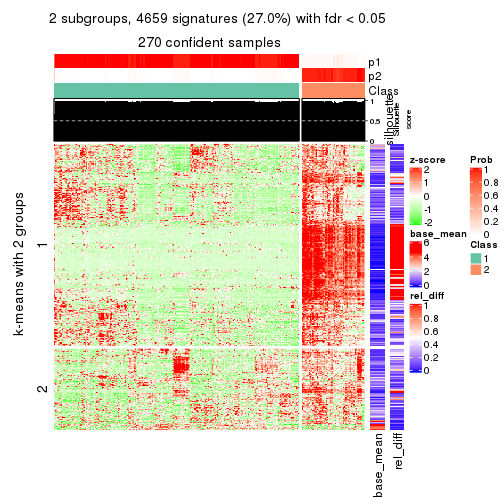 2 subgroups, 4659 signatures (27.0%) with fdr < 0.05
270 confident samples
p1
p2
Class
1
0.5
0
silhouette
Silhouette
score
k-means with 2 groups
1
2
base_mean
rel_diff
z-score
2
1
0
-1
-2
base_mean
6
4
2
0
rel_diff
1
0.8
0.6
0.4
0.2
0
Prob
1
0.8
0.6
0.4
0.2
0
Class
1
2